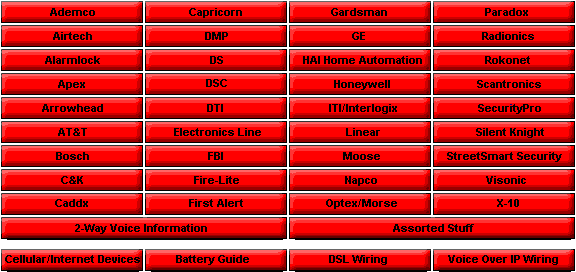 Ademco Capricorn Gardsman Paradox
Airtech DMP GE Radionics
Alarmlock DS HAI Home Automation Rokonet
Apex DSC Honeywell Scantronics
Arrowhead DTI ITI/Interlogix SecurityPro
AT&T Electronics Line Linear Silent Knight
Bosch FBI Moose StreetSmart Security
C&K Fire-Lite Napco Visonic
Caddx First Alert Optex/Morse X-10
2-Way Voice Information Assorted Stuff
Cellular/Internet Devices Battery Guide DSL Wiring Voice Over IP Wiring